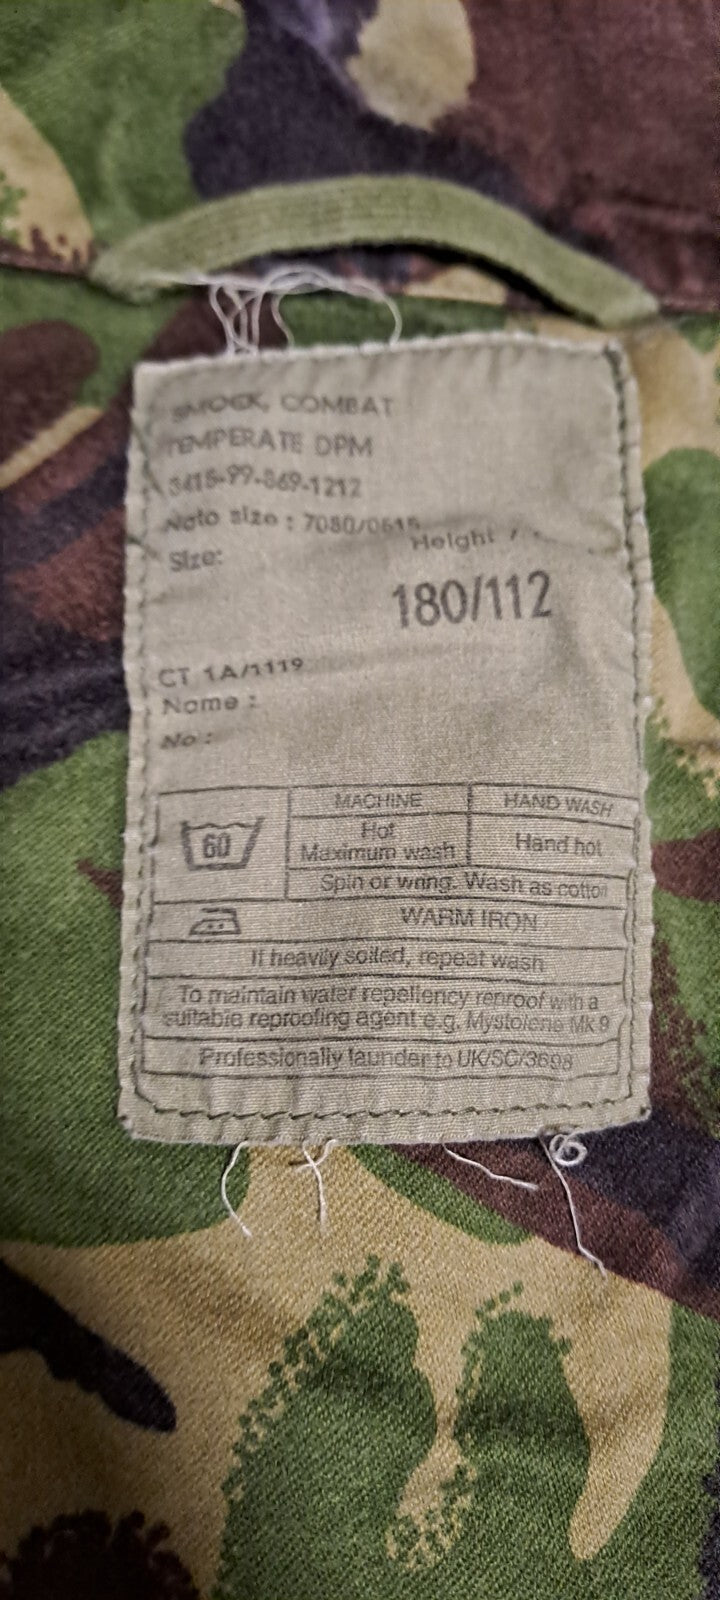 SMOCK, COMBAT
TEMPERATE DPM
8415-99-869-1212
Nato size : 7080/0615
Height /
Size:
180/112
CT 1A/1119
Name :
No :
MACHINE
HAND WASH
60
Hot
Maximum wash
Hand hot
Spin or wring. Wash as cotton
WARM IRON
If heavily soiled, repeat wash
To maintain water repellency reproof with a
suitable reproofing agent e.g. Mystolene Mk 9
Professionally launder to UK/SC/3698